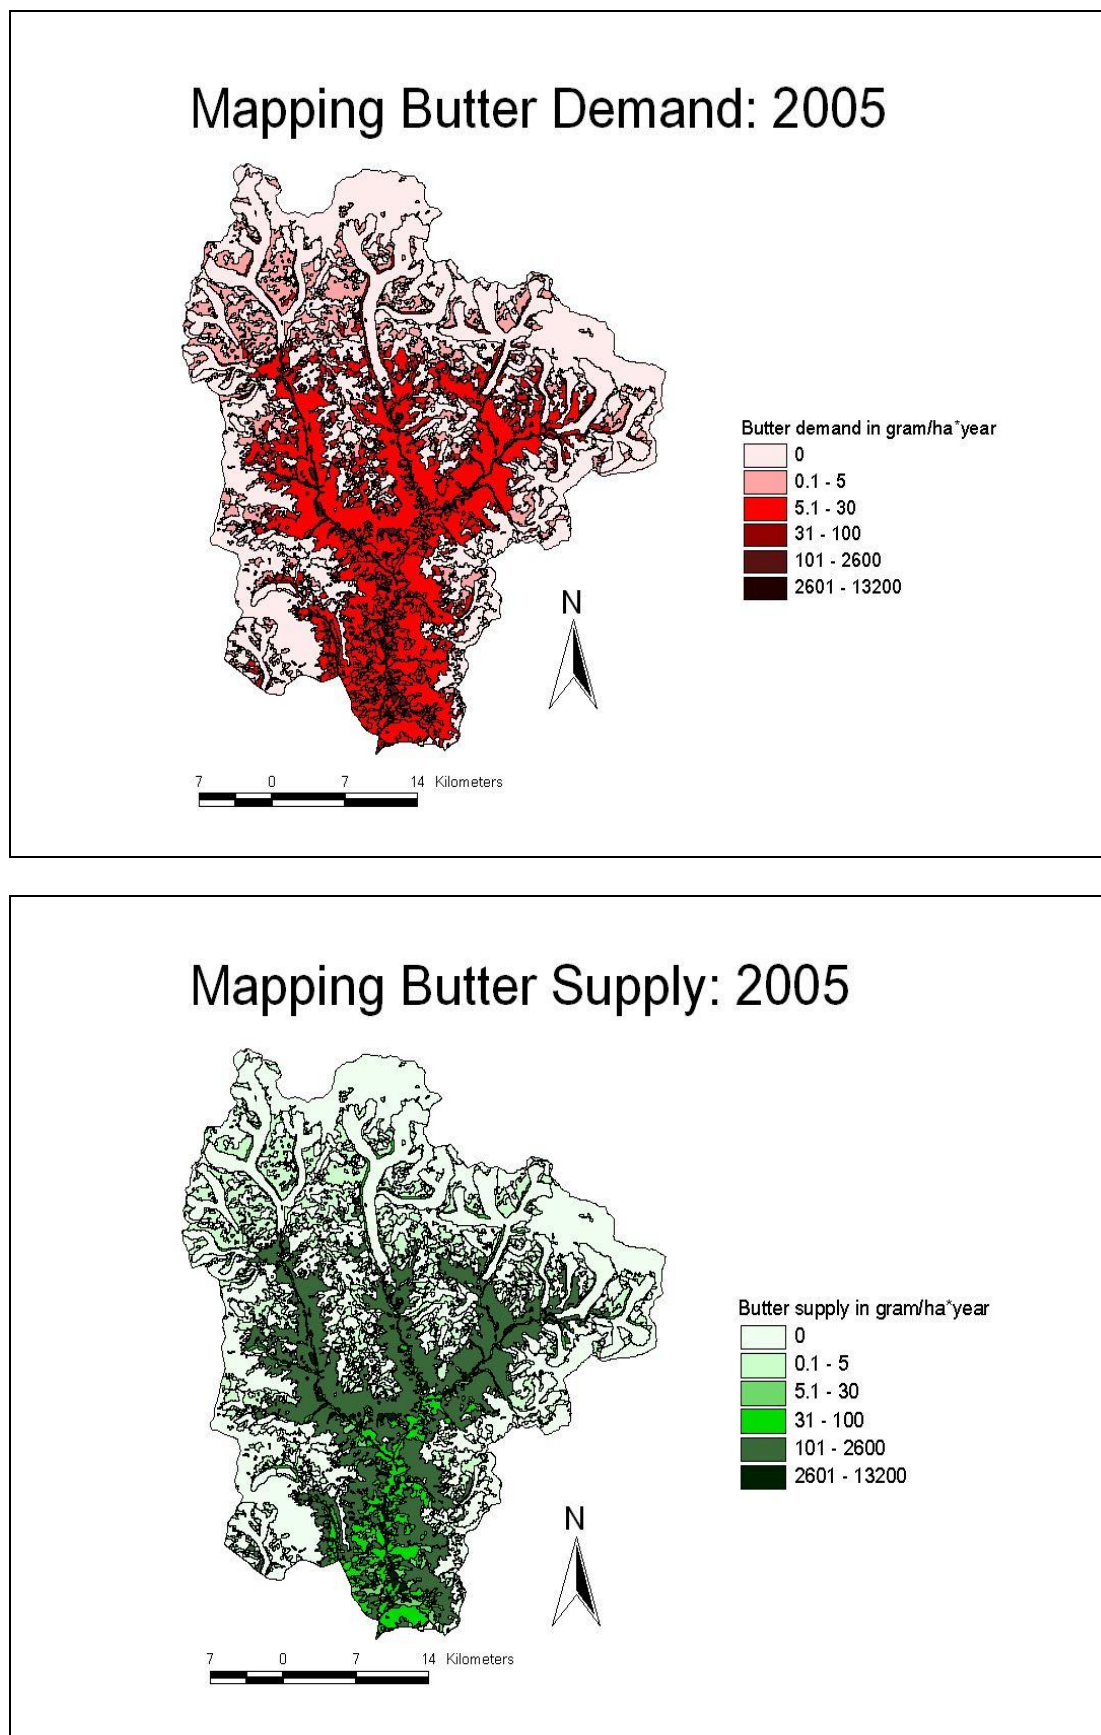 Mapping Butter Demand: 2005
Butter demand in gram/ha*year
0
0.1 - 5
5.1 - 30
31 - 100
101 - 2600
2601 - 13200
N
7 0 7 14 Kilometers
Mapping Butter Supply: 2005
Butter supply in gram/ha*year
0
0.1 - 5
5.1 - 30
31 - 100
101 - 2600
2601 - 13200
N
7 0 7 14 Kilometers